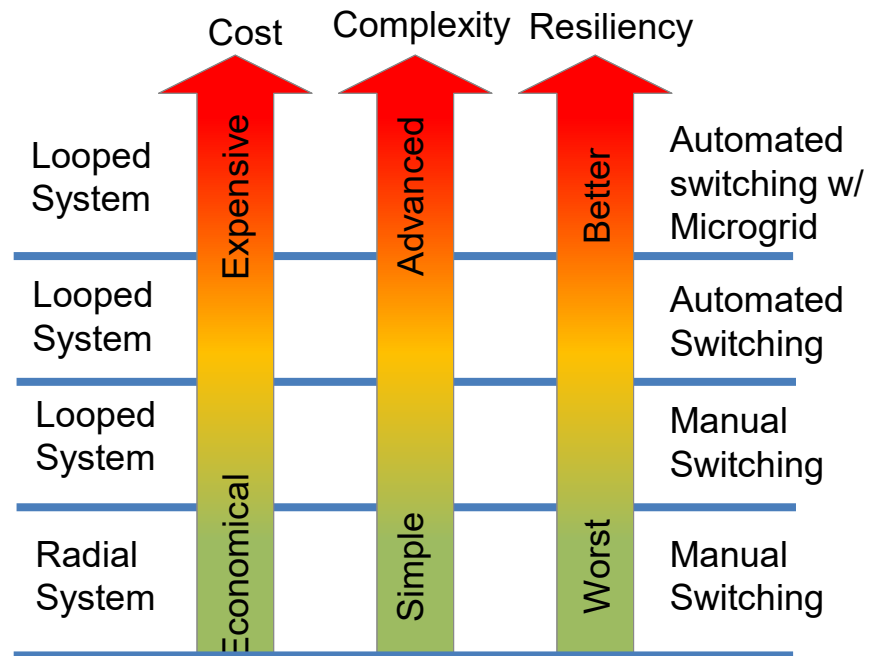 Cost Complexity Resiliency
Looped
System
Expensive
Advanced
Better
Automated
switching w/
Microgrid
Looped
System
Automated
Switching
Looped
System
Manual
Switching
Radial
System
Economical
Simple
Worst
Manual
Switching